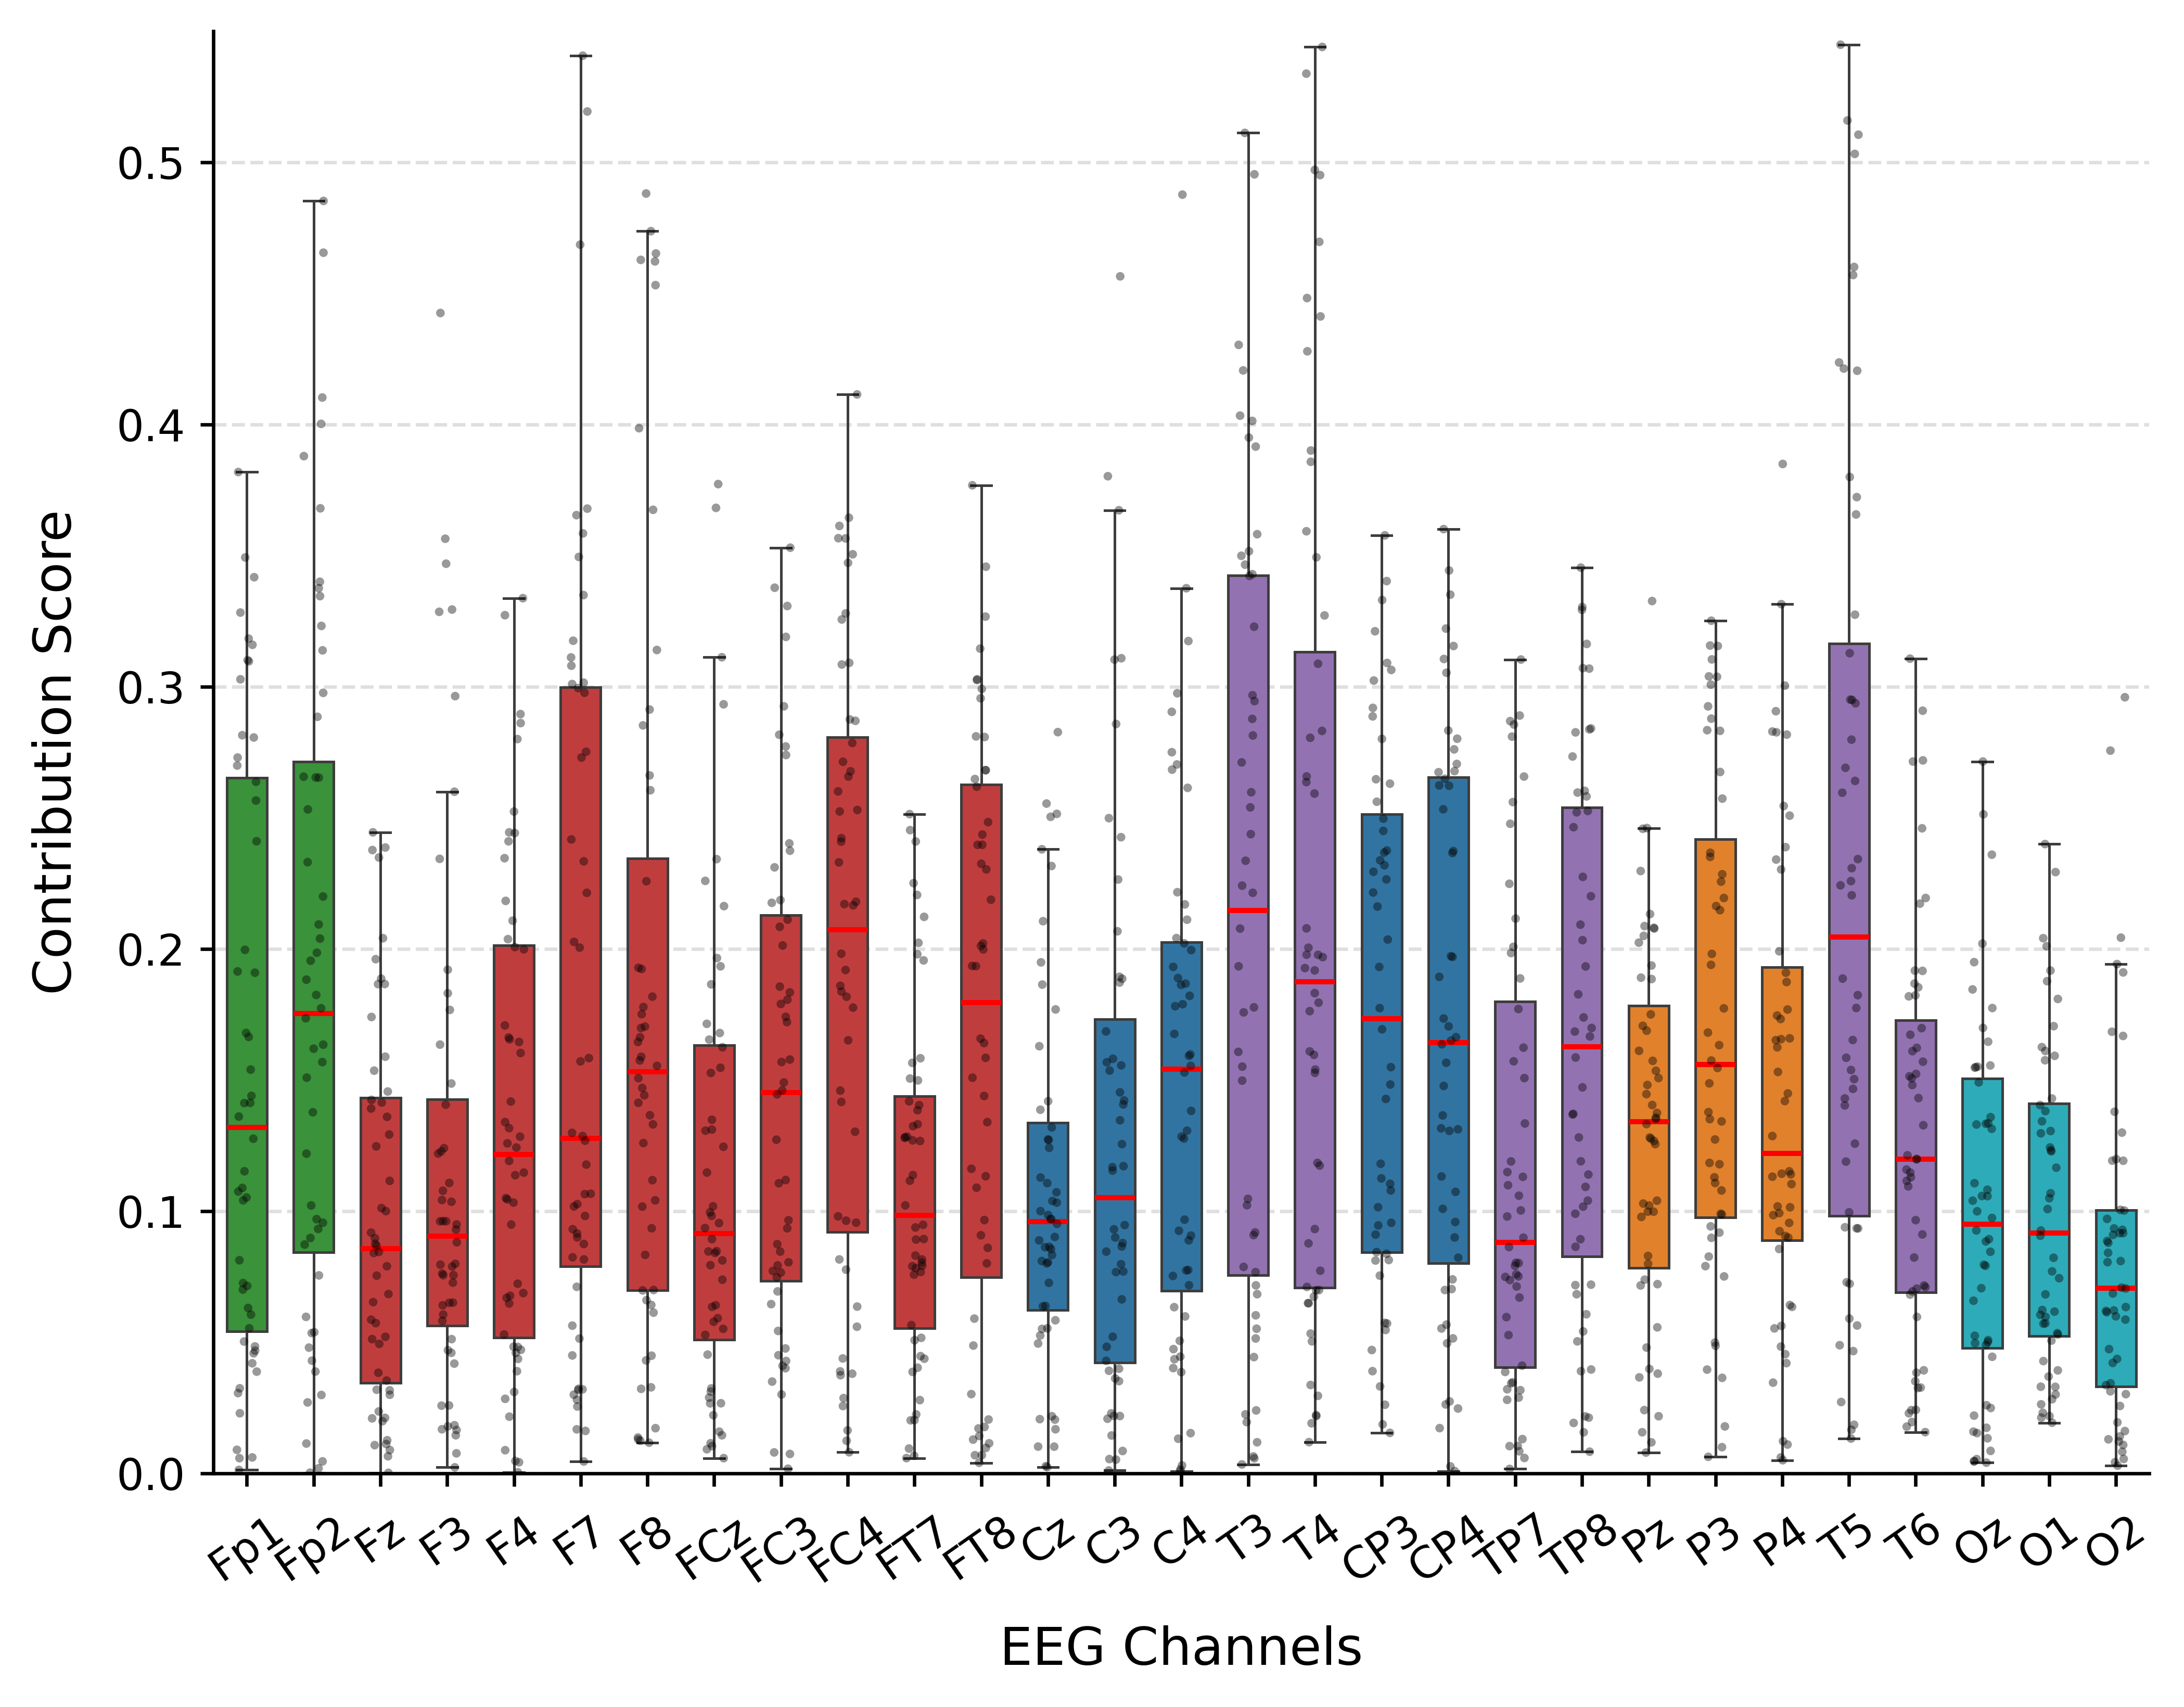 Contribution Score
0.5
0.4
0.3
0.2
0.1
0.0
Fp1 Fp2 Fz F3 F4 F7 F8 FCz FC3 FC4 FT7 FT8 Cz C3 C4 T3 T4 CP3 CP4 TP7 TP8 Pz P3 P4 T5 T6 Oz O1 O2
EEG Channels